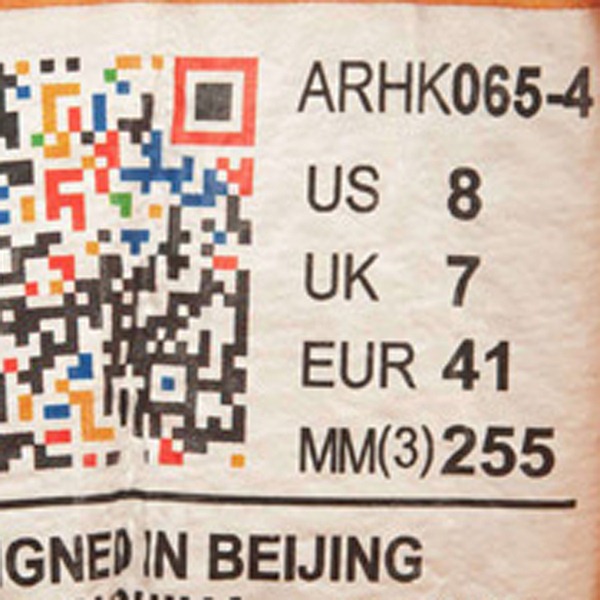 ARHK065-4
US 8
UK 7
EUR 41
MM(3) 255
IGNED IN BEIJING